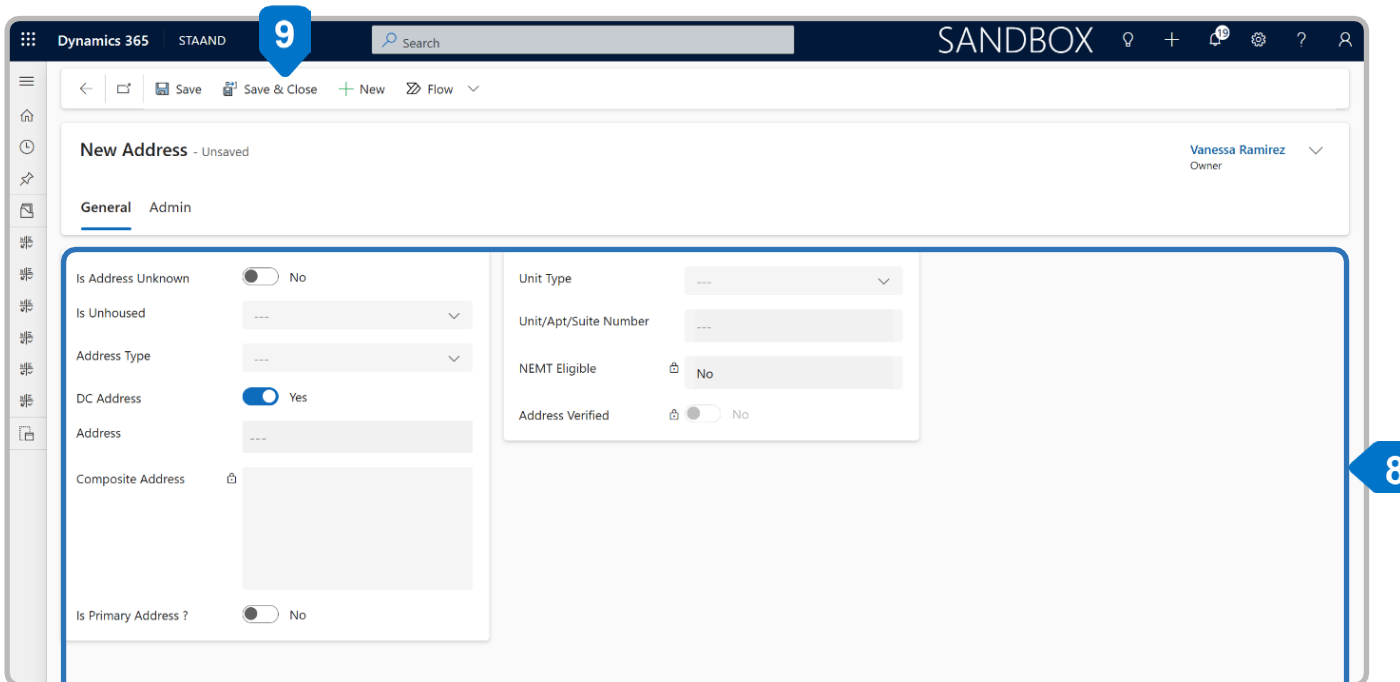 Dynamics 365 STAAND 9 Search SANDBOX 19
Save Save & Close New Flow
New Address - Unsaved
Vanessa Ramirez
Owner
General Admin
Is Address Unknown No
Is Unhoused ---
Address Type ---
DC Address Yes
Address ---
Composite Address
Is Primary Address ? No
Unit Type ---
Unit/Apt/Suite Number ---
NEMT Eligible No
Address Verified No
8